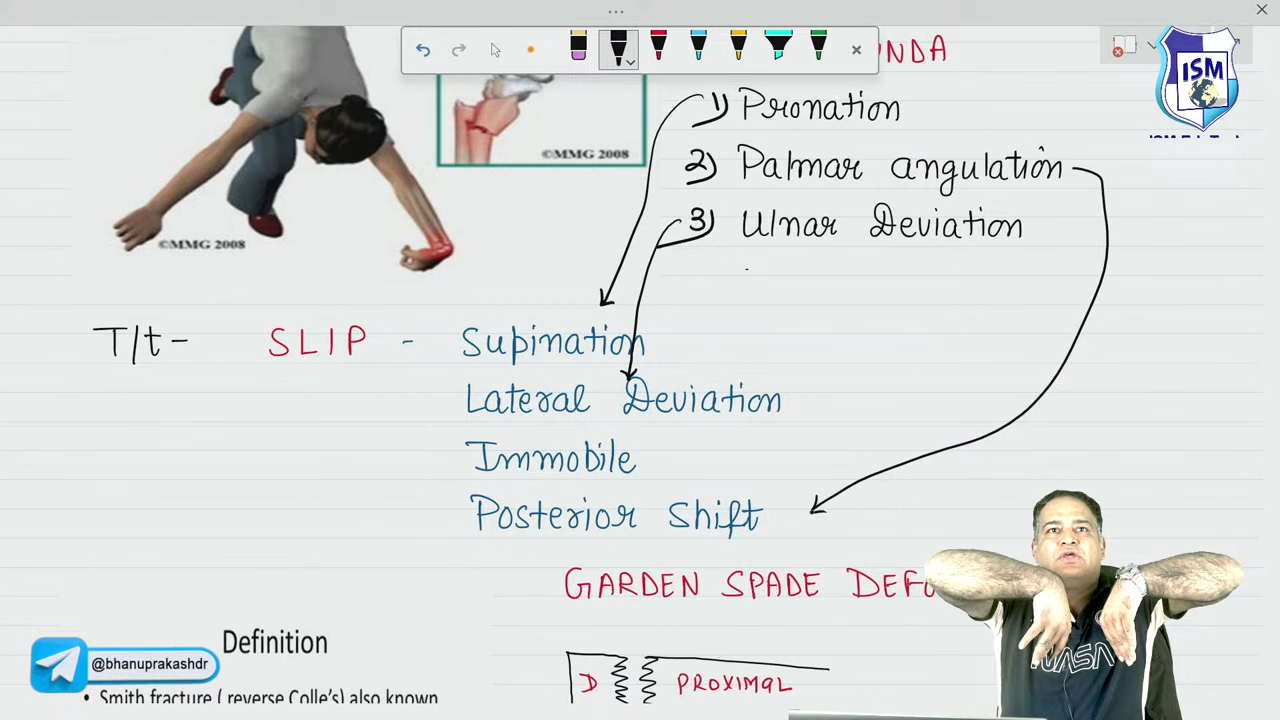 NDA
ISM
©MMG 2008
1) Pronation
2) Palmar angulation
3) Ulnar Deviation
©MMG 2008
T/t - SLIP - Supination
Lateral Deviation
Immobile
Posterior Shift
GARDEN SPADE
NASA
Definition
@bhanuprakashdr
D PROXIMAL
• Smith fracture ( reverse Colle's) also known